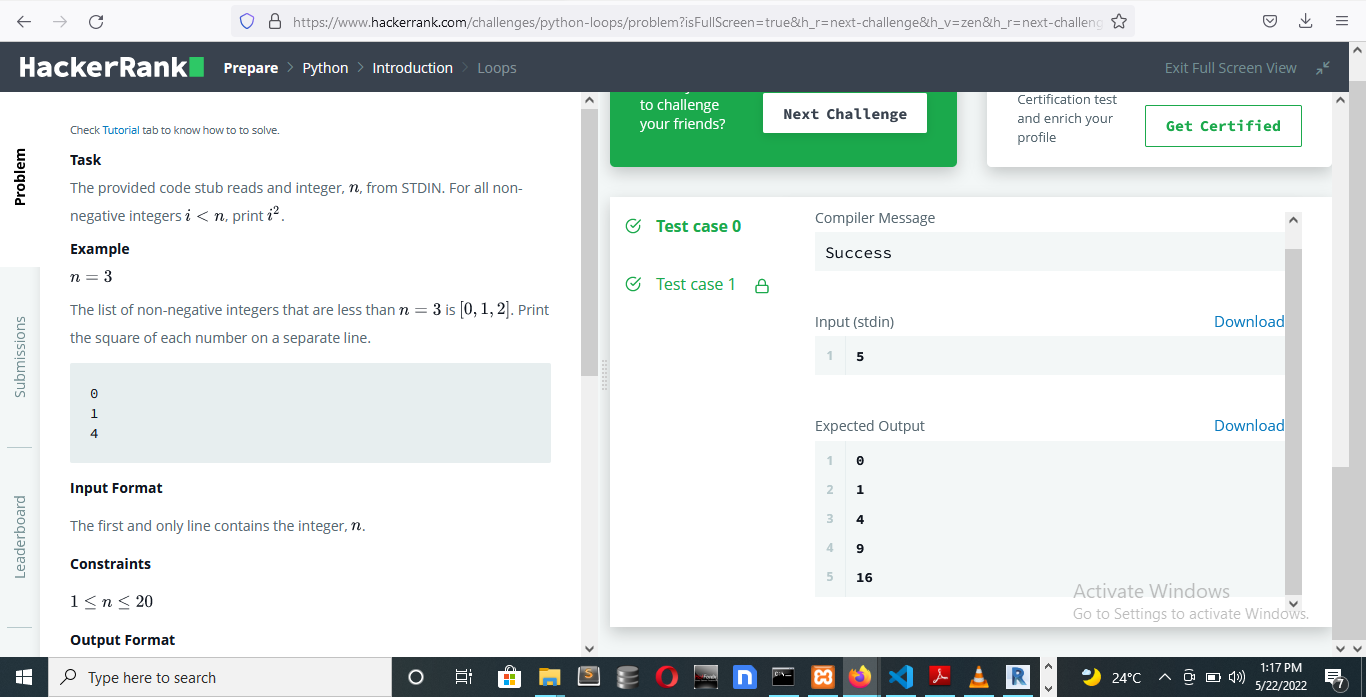 https://www.hackerrank.com/challenges/python-loops/problem?isFullScreen=true&h_r=next-challenge&h_v=zen&h_r=next-challeng
HackerRank
Prepare > Python > Introduction > Loops
Exit Full Screen View
Problem
Submissions
Leaderboard
Check Tutorial tab to know how to to solve.
Task
The provided code stub reads and integer, n, from STDIN. For all non-
negative integers i < n, print i².
Example
n = 3
The list of non-negative integers that are less than n = 3 is [0, 1, 2]. Print
the square of each number on a separate line.
0
1
4
Input Format
The first and only line contains the integer, n.
Constraints
1 ≤ n ≤ 20
Output Format
to challenge
your friends?
Next Challenge
Certification test
and enrich your
profile
Get Certified
Test case 0
Test case 1
Compiler Message
Success
Input (stdin)
Download
1 5
Expected Output
Download
1 0
2 1
3 4
4 9
5 16
Activate Windows
Go to Settings to activate Windows.
Type here to search
24°C
1:17 PM
5/22/2022
7